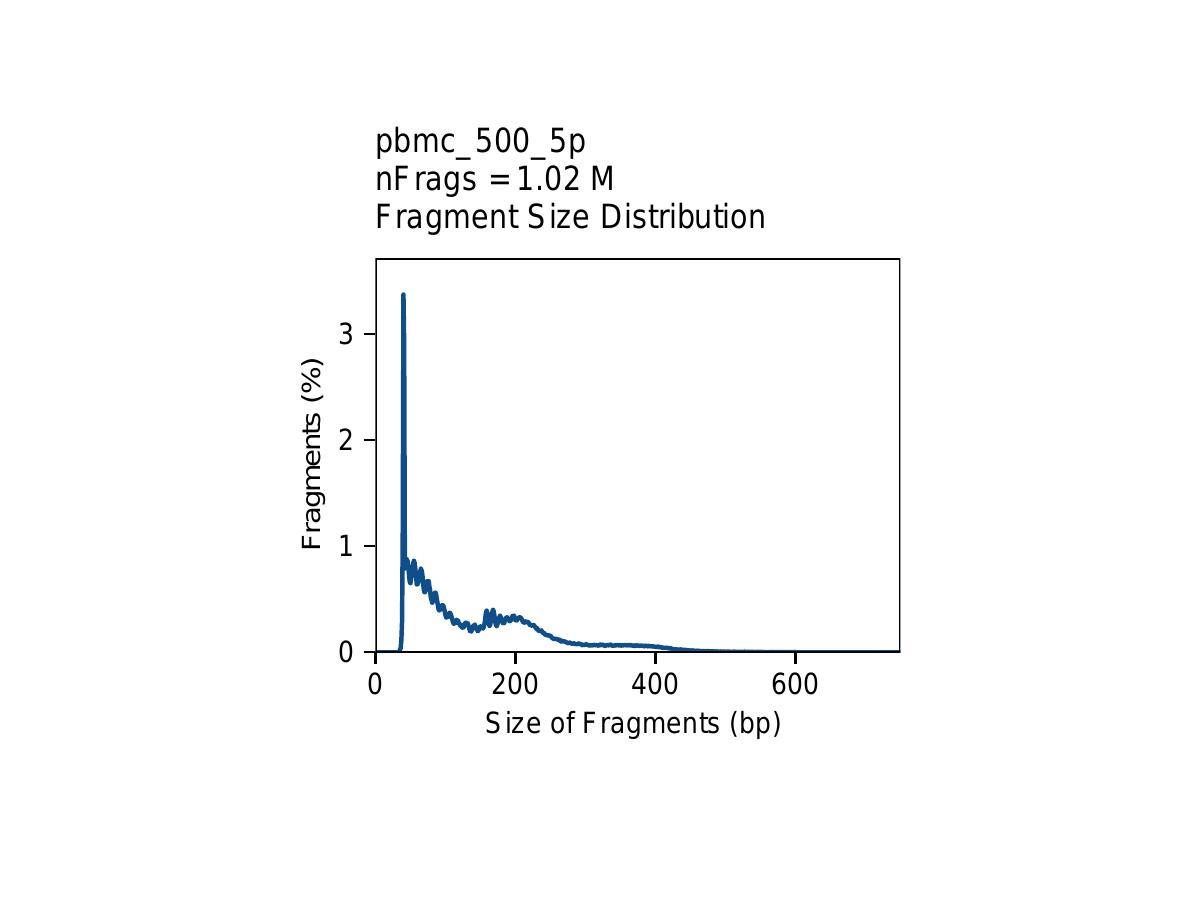 pbmc_500_5p
nFrags = 1.02 M
Fragment Size Distribution
3
2
1
0
Fragments (%)
0 200 400 600
Size of Fragments (bp)